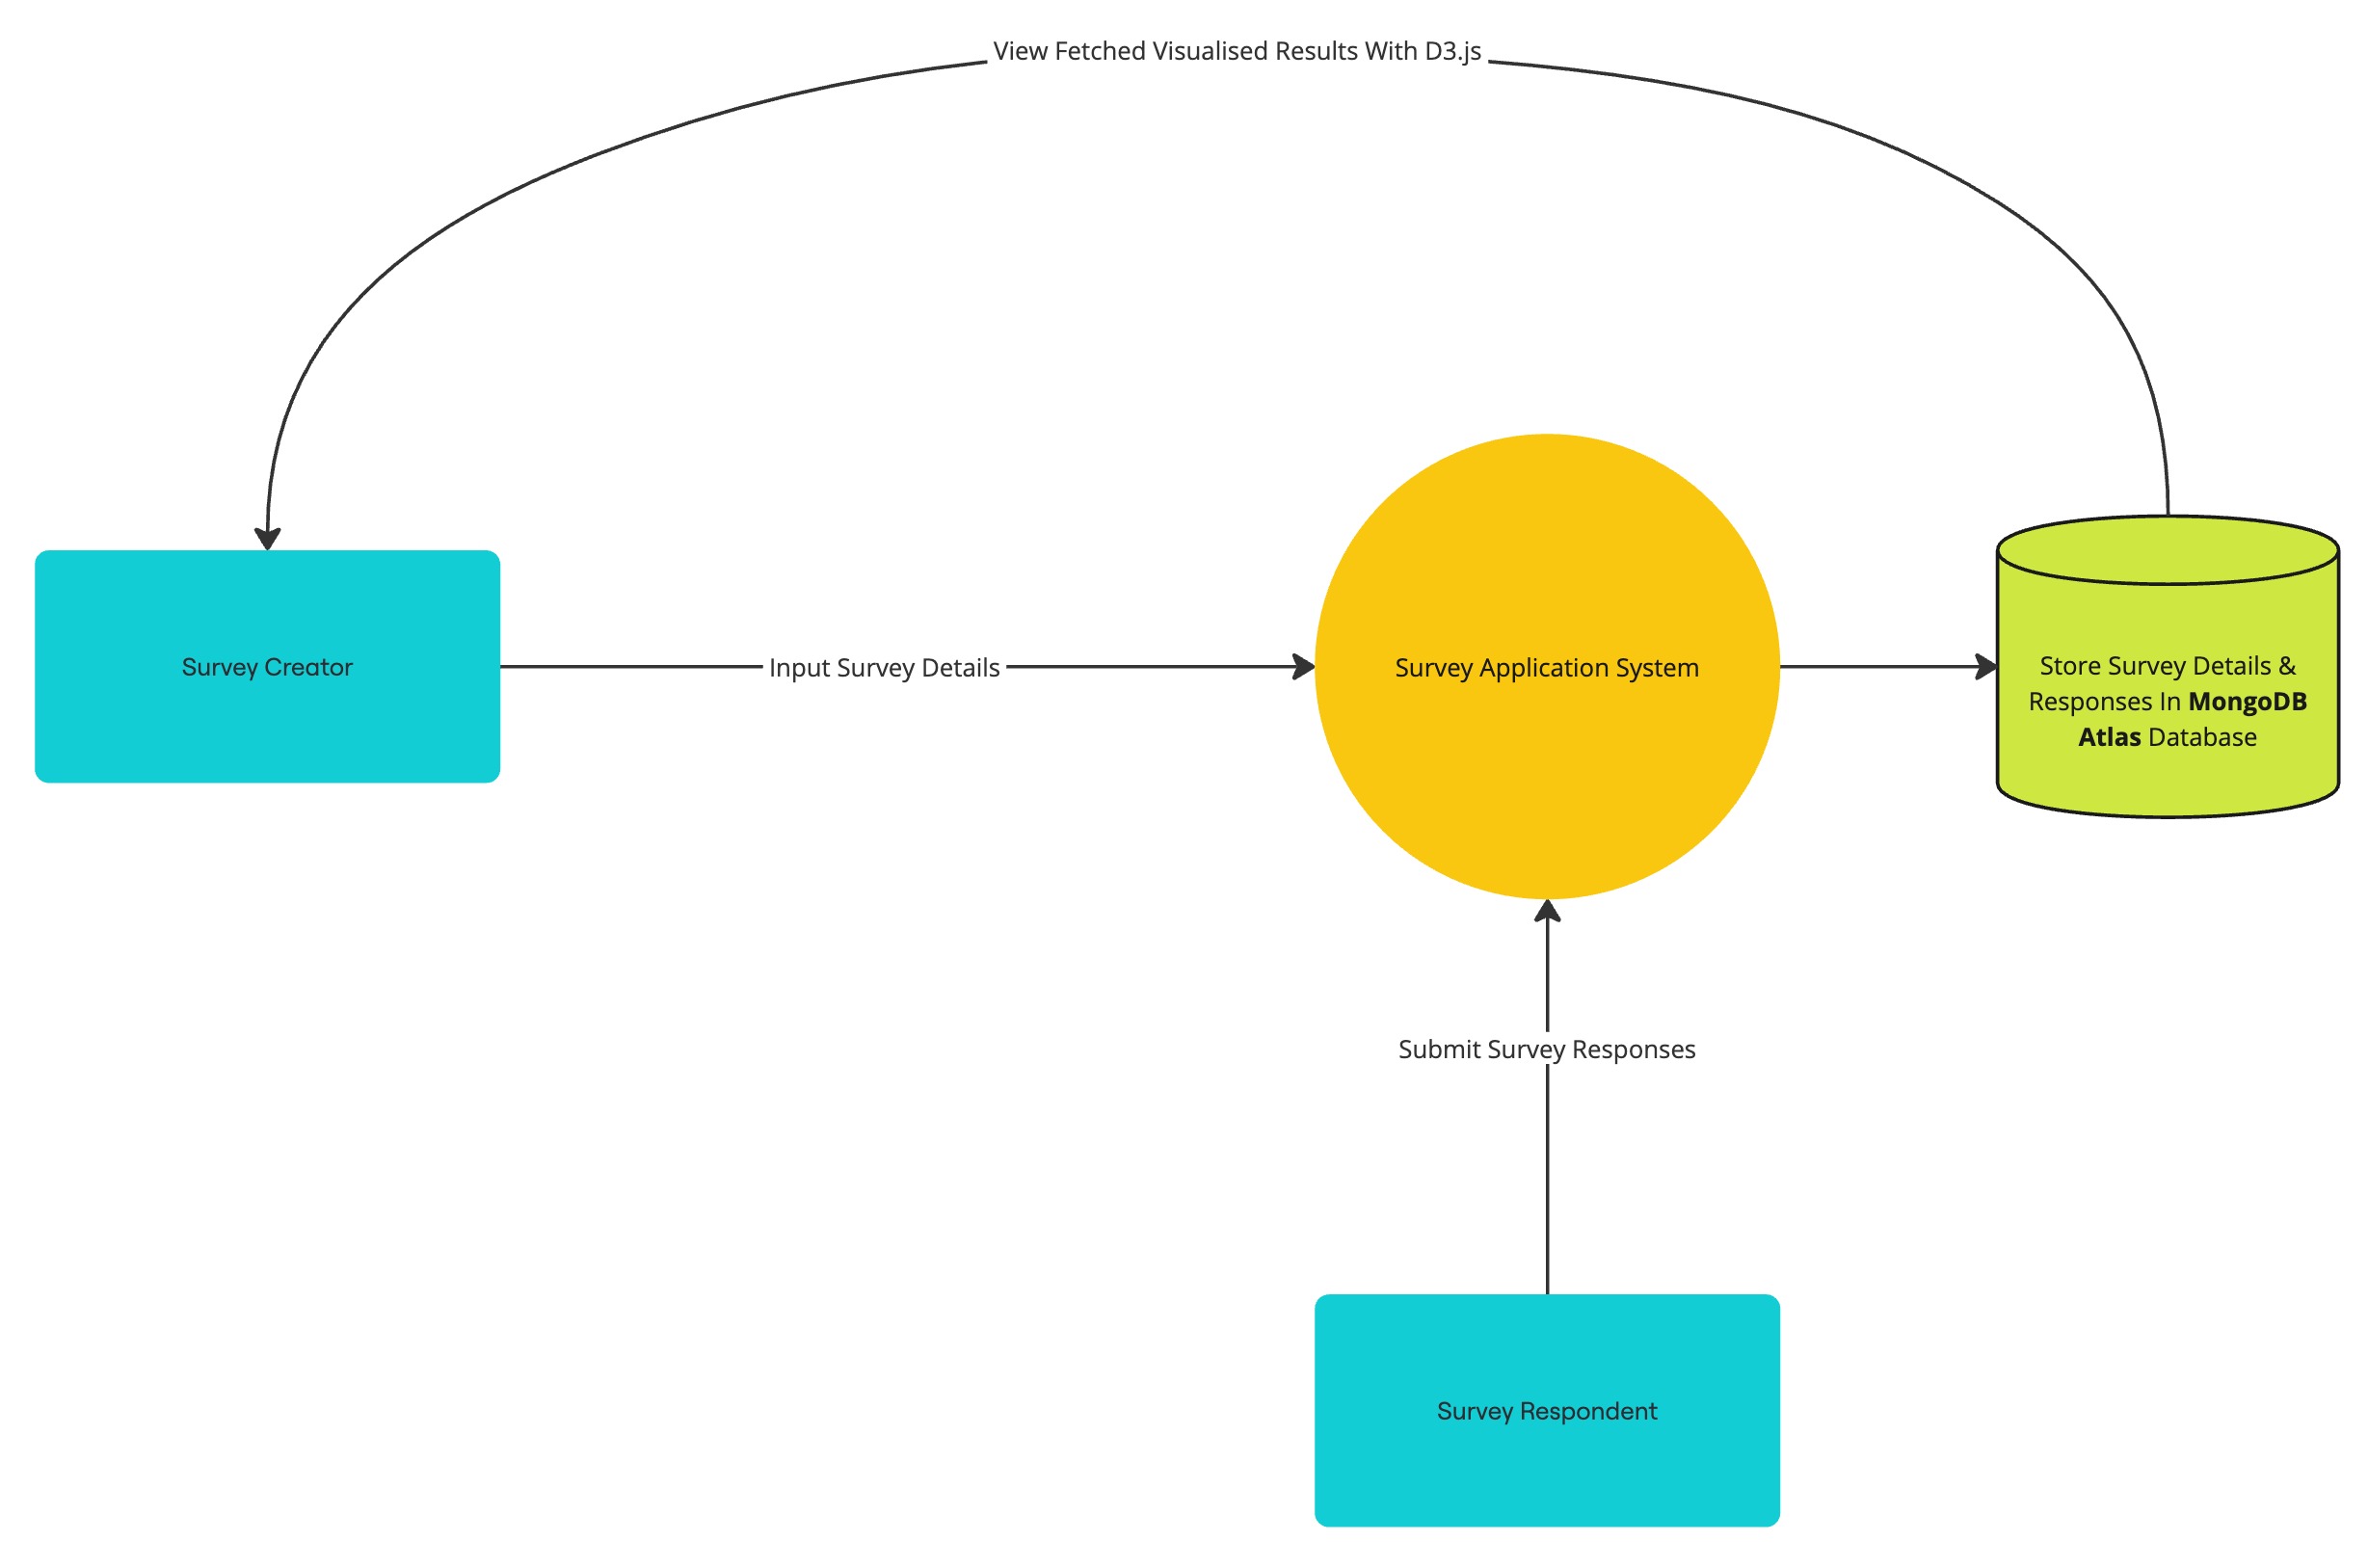 View Fetched Visualised Results With D3.js
Survey Creator
Input Survey Details
Survey Application System
Store Survey Details &
Responses In MongoDB
Atlas Database
Submit Survey Responses
Survey Respondent